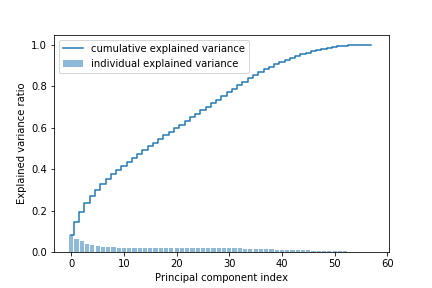 cumulative explained variance
individual explained variance
Explained variance ratio
1.0
0.8
0.6
0.4
0.2
0.0
0 10 20 30 40 50 60
Principal component index